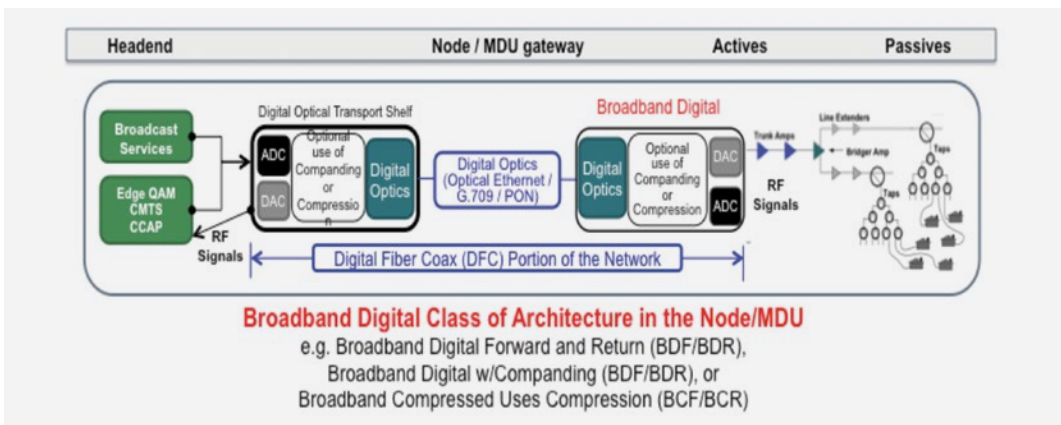 Headend
Node / MDU gateway
Actives
Passives
Broadcast
Services
Edge QAM
CMTS
CCAP
RF
Signals
Digital Optical Transport Shelf
ADC
DAC
Optional
use of
Companding
or
Compressio
n
Digital
Optics
Digital Optics
(Optical Ethernet /
G.709 / PON)
Broadband Digital
Digital
Optics
Optional
use of
Companding
or
Compression
DAC
ADC
Trunk Amps
RF
Signals
Line Extenders
Bridger Amp
Taps
Taps
Digital Fiber Coax (DFC) Portion of the Network
Broadband Digital Class of Architecture in the Node/MDU
e.g. Broadband Digital Forward and Return (BDF/BDR),
Broadband Digital w/Companding (BDF/BDR), or
Broadband Compressed Uses Compression (BCF/BCR)